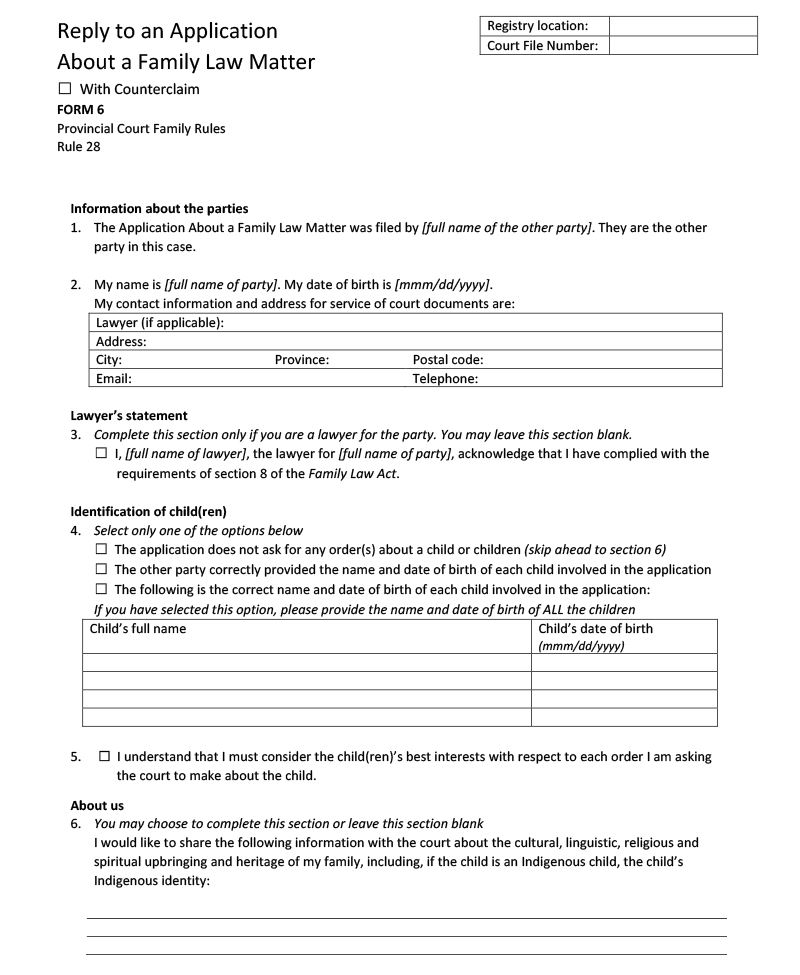 Reply to an Application
About a Family Law Matter
☐ With Counterclaim
FORM 6
Provincial Court Family Rules
Rule 28
Registry location:
Court File Number:
Information about the parties
1. The Application About a Family Law Matter was filed by [full name of the other party]. They are the other
party in this case.
2. My name is [full name of party]. My date of birth is [mmm/dd/yyyy].
My contact information and address for service of court documents are:
Lawyer (if applicable):
Address:
City: Province: Postal code:
Email: Telephone:
Lawyer's statement
3. Complete this section only if you are a lawyer for the party. You may leave this section blank.
☐ I, [full name of lawyer], the lawyer for [full name of party], acknowledge that I have complied with the
requirements of section 8 of the Family Law Act.
Identification of child(ren)
4. Select only one of the options below
☐ The application does not ask for any order(s) about a child or children (skip ahead to section 6)
☐ The other party correctly provided the name and date of birth of each child involved in the application
☐ The following is the correct name and date of birth of each child involved in the application:
If you have selected this option, please provide the name and date of birth of ALL the children
Child's full name Child's date of birth
(mmm/dd/yyyy)
5. ☐ I understand that I must consider the child(ren)'s best interests with respect to each order I am asking
the court to make about the child.
About us
6. You may choose to complete this section or leave this section blank
I would like to share the following information with the court about the cultural, linguistic, religious and
spiritual upbringing and heritage of my family, including, if the child is an Indigenous child, the child's
Indigenous identity: